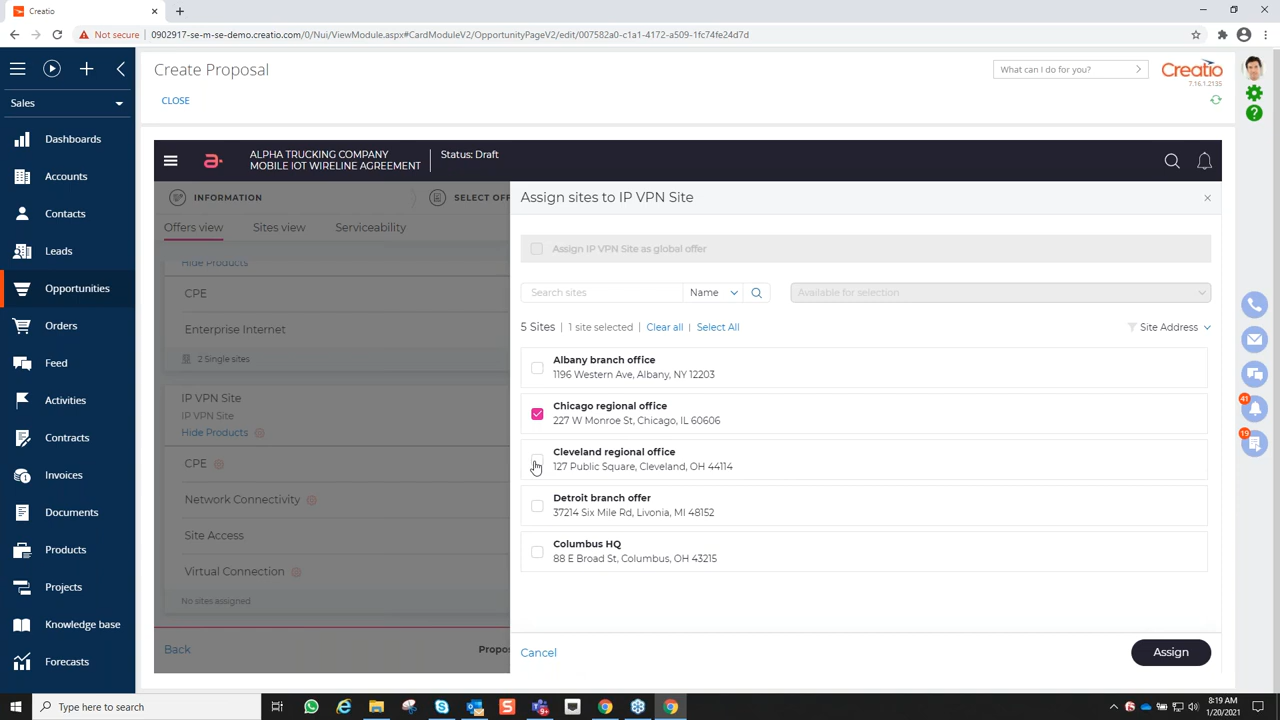 Creatio
Not secure
0902917-se-m-se-demo.creatio.com/0/Nui/ViewModule.aspx#CardModuleV2/OpportunityPageV2/edit/007582a0-c1a1-4172-a509-1fc74fe24d7d
Sales
Dashboards
Accounts
Contacts
Leads
Opportunities
Orders
Feed
Activities
Contracts
Invoices
Documents
Products
Projects
Knowledge base
Forecasts
Create Proposal
CLOSE
What can I do for you?
Creatio
7.16.1.2135
41
19
ALPHA TRUCKING COMPANY
MOBILE IOT WIRELINE AGREEMENT
Status: Draft
INFORMATION
SELECT OF
Offers view
Sites view
Serviceability
Hide Products
CPE
Enterprise Internet
2 Single sites
IP VPN Site
IP VPN Site
Hide Products
CPE
Network Connectivity
Site Access
Virtual Connection
No sites assigned
Back
Propo
Assign sites to IP VPN Site
Assign IP VPN Site as global offer
Search sites
Name
Available for selection
5 Sites | 1 site selected | Clear all | Select All
Site Address
Albany branch office
1196 Western Ave, Albany, NY 12203
Chicago regional office
227 W Monroe St, Chicago, IL 60606
Cleveland regional office
127 Public Square, Cleveland, OH 44114
Detroit branch offer
37214 Six Mile Rd, Livonia, MI 48152
Columbus HQ
88 E Broad St, Columbus, OH 43215
Cancel
Assign
Type here to search
8:19 AM
1/20/2021